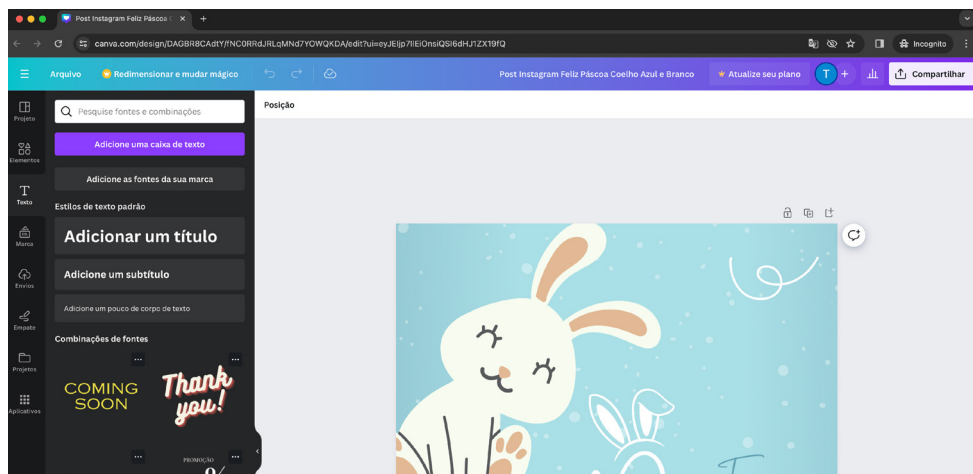 Post Instagram Feliz Páscoa C
canva.com/design/DAGBR8CAdtY/fNC0RRdJRLqMNd7YOWQKDA/edit?ui=eyJEIjp7IlEiOnsiQSI6dHJ1ZX19fQ
Incognito
Arquivo
Redimensionar e mudar mágico
Post Instagram Feliz Páscoa Coelho Azul e Branco
Atualize seu plano
T
Compartilhar
Projeto
Elementos
Texto
Marca
Envios
Empate
Projetos
Aplicativos
Pesquise fontes e combinações
Adicione uma caixa de texto
Adicione as fontes da sua marca
Estilos de texto padrão
Adicionar um título
Adicione um subtítulo
Adicione um pouco de corpo de texto
Combinações de fontes
COMING
SOON
Thank
you!
PROMOÇÃO
Posição